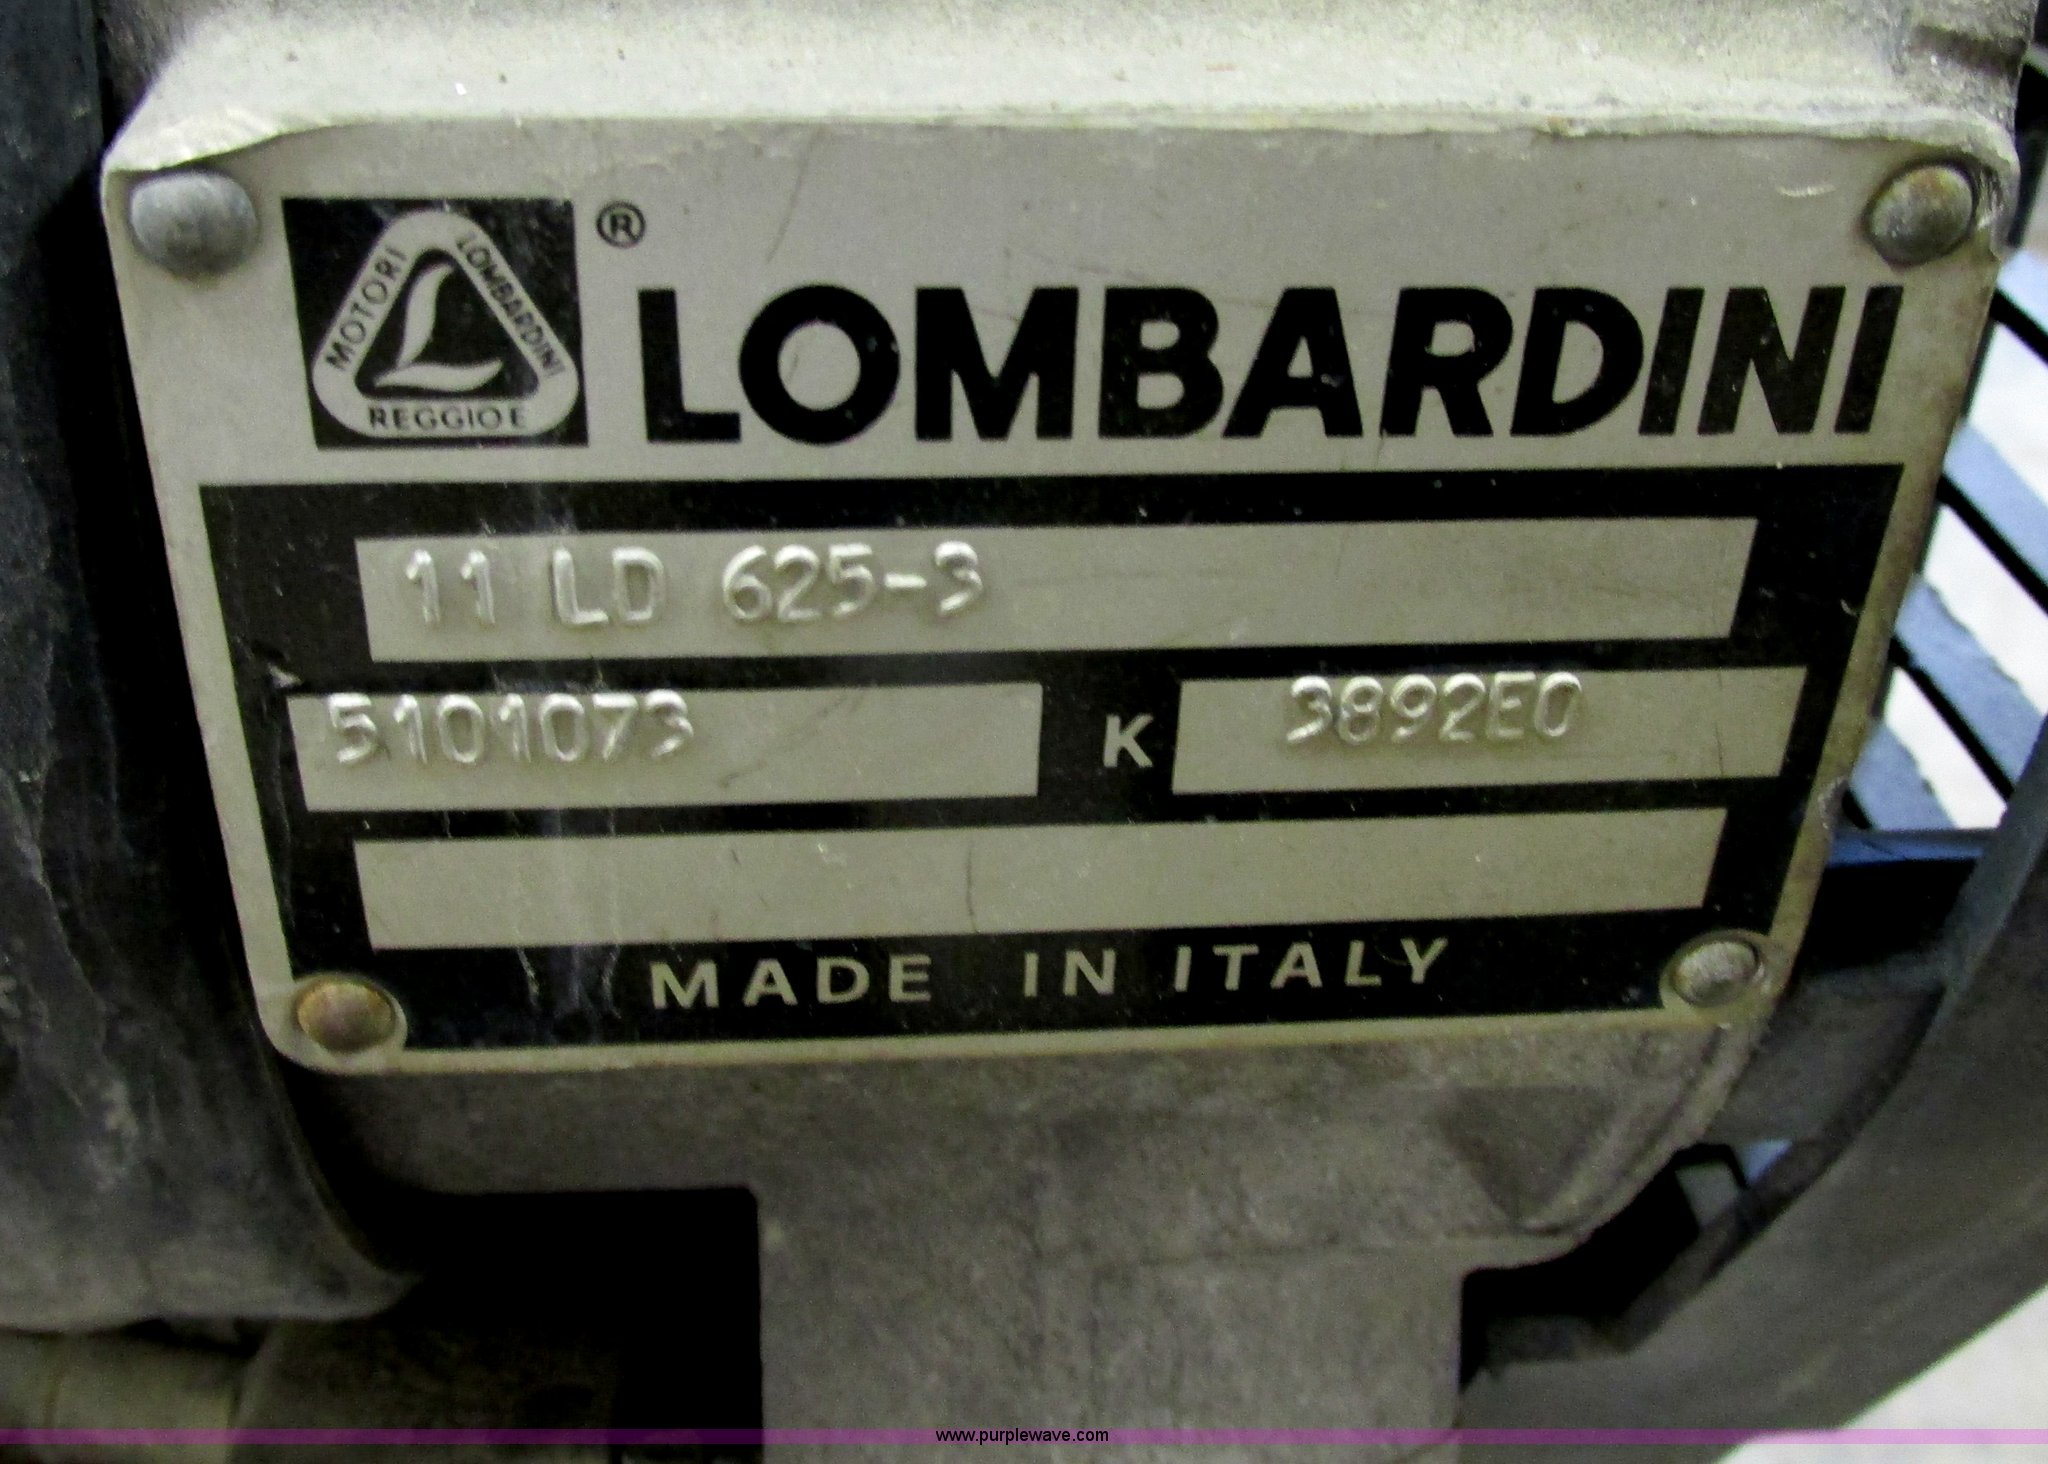 MOTORI LOMBARDINI
REGGIO E
®
LOMBARDINI
11 LD 625-3
5101073 K 3892E0
MADE IN ITALY
www.purplewave.com